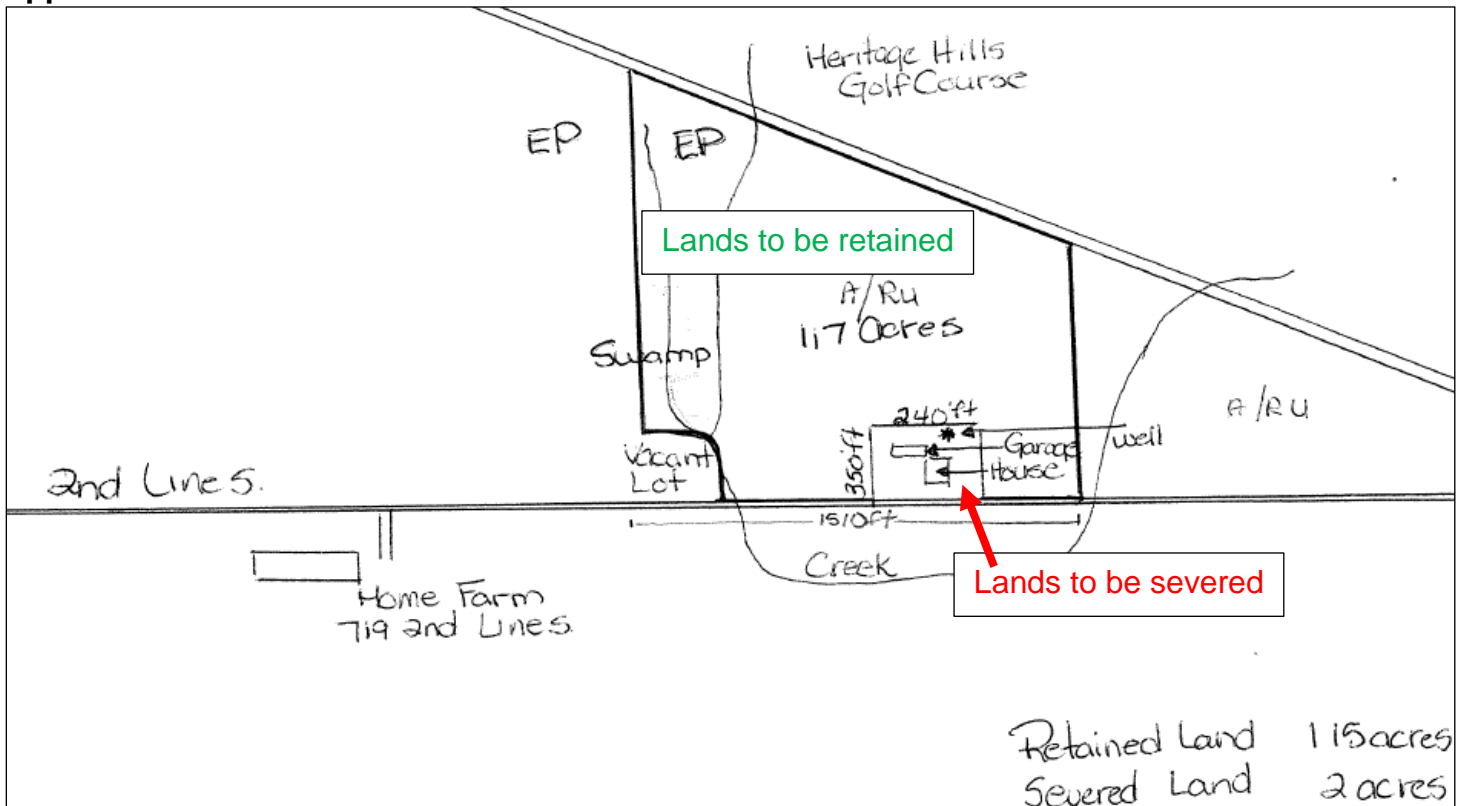 Heritage Hills
Golf Course
EP
EP
Lands to be retained
A/RU
117 acres
Swamp
240ft
350ft
Garage
House
well
A/RU
Vacant
Lot
2nd Line S.
1510ft
Creek
Lands to be severed
Home Farm
719 2nd Line S.
Retained Land 115 acres
Severed Land 2 acres